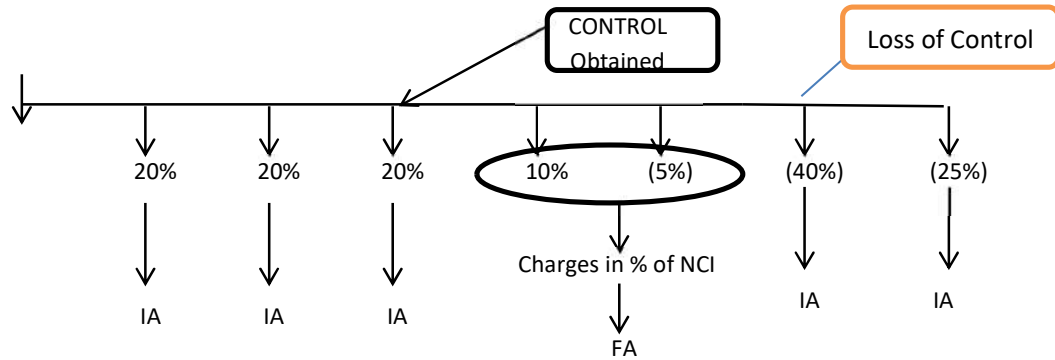 CONTROL
Obtained
Loss of Control
20% 20% 20% 10% (5%) (40%) (25%)
Charges in % of NCI
IA IA IA IA IA
FA